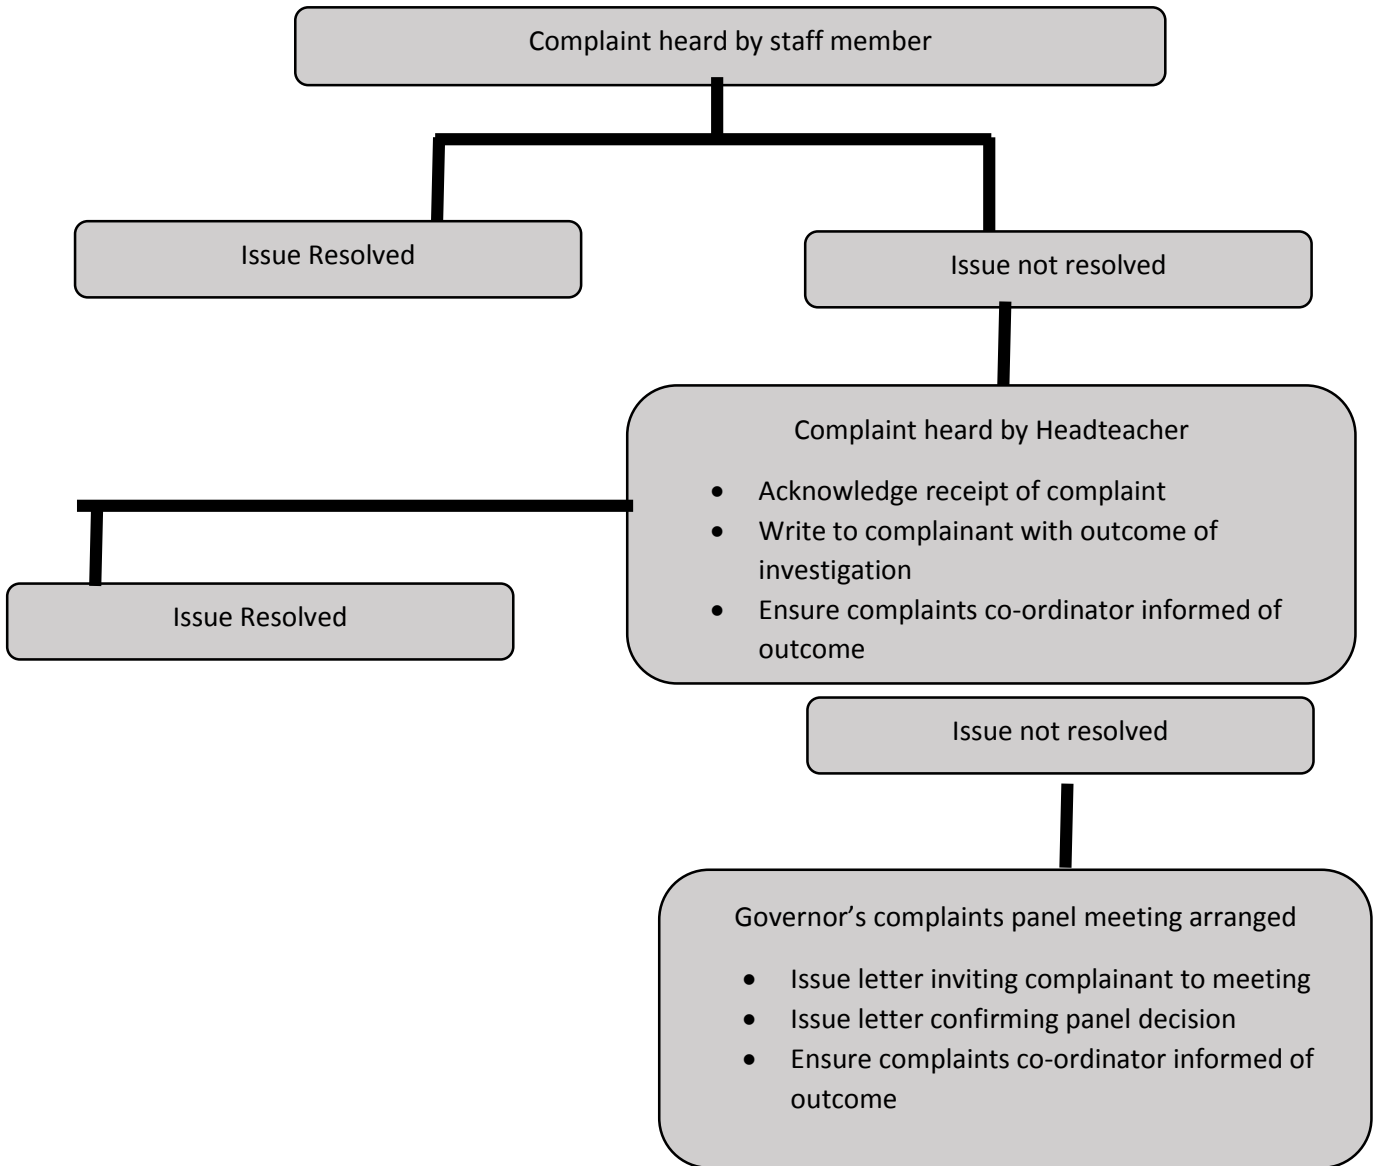 Complaint heard by staff member
Issue Resolved
Issue not resolved
Complaint heard by Headteacher
• Acknowledge receipt of complaint
• Write to complainant with outcome of
investigation
• Ensure complaints co-ordinator informed of
outcome
Issue Resolved
Issue not resolved
Governor’s complaints panel meeting arranged
• Issue letter inviting complainant to meeting
• Issue letter confirming panel decision
• Ensure complaints co-ordinator informed of
outcome